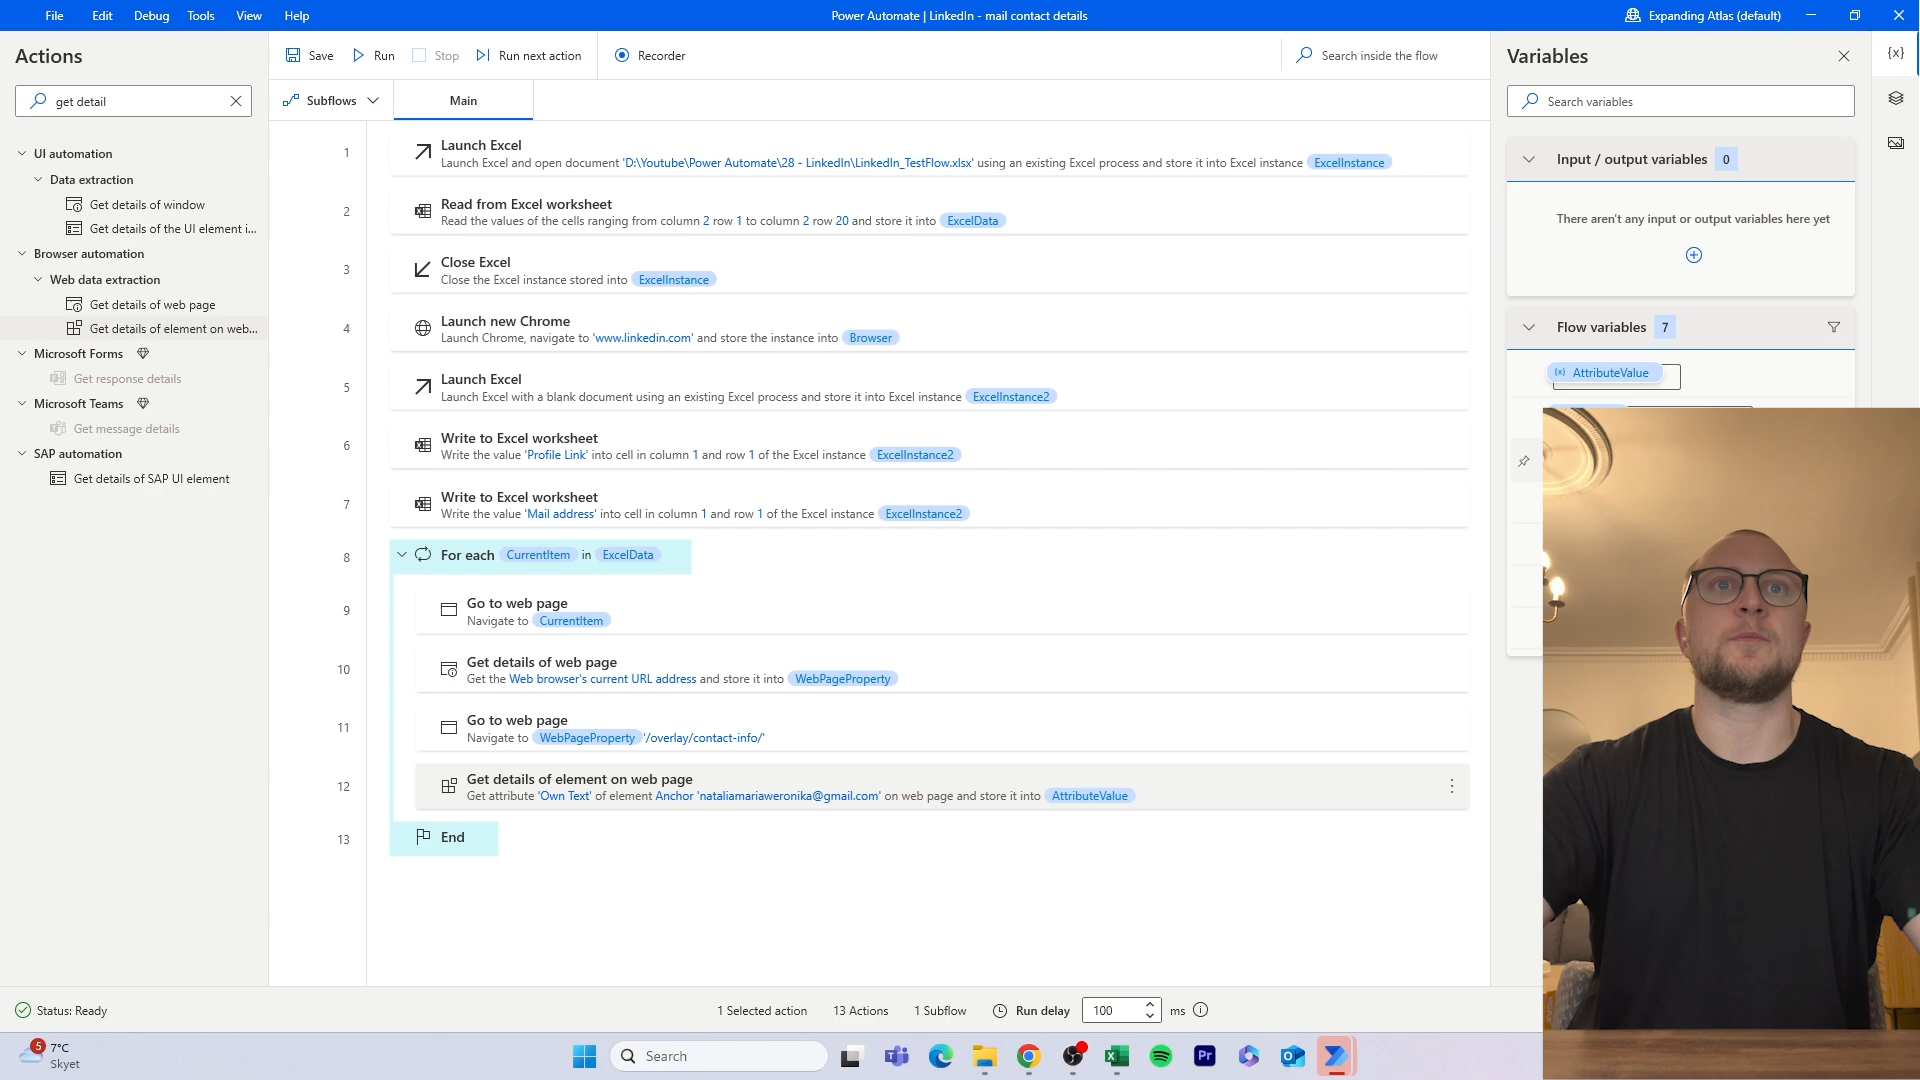 File Edit Debug Tools View Help
Power Automate | LinkedIn - mail contact details
Expanding Atlas (default)
Actions
get detail
UI automation
Data extraction
Get details of window
Get details of the UI element i...
Browser automation
Web data extraction
Get details of web page
Get details of element on web...
Microsoft Forms
Get response details
Microsoft Teams
Get message details
SAP automation
Get details of SAP UI element
Save Run Stop Run next action Recorder
Search inside the flow
Subflows
Main
1
Launch Excel
Launch Excel and open document 'D:\Youtube\Power Automate\28 - LinkedIn\LinkedIn_TestFlow.xlsx' using an existing Excel process and store it into Excel instance ExcelInstance
2
Read from Excel worksheet
Read the values of the cells ranging from column 2 row 1 to column 2 row 20 and store it into ExcelData
3
Close Excel
Close the Excel instance stored into ExcelInstance
4
Launch new Chrome
Launch Chrome, navigate to 'www.linkedin.com' and store the instance into Browser
5
Launch Excel
Launch Excel with a blank document using an existing Excel process and store it into Excel instance ExcelInstance2
6
Write to Excel worksheet
Write the value 'Profile Link' into cell in column 1 and row 1 of the Excel instance ExcelInstance2
7
Write to Excel worksheet
Write the value 'Mail address' into cell in column 1 and row 1 of the Excel instance ExcelInstance2
8
For each CurrentItem in ExcelData
9
Go to web page
Navigate to CurrentItem
10
Get details of web page
Get the Web browser's current URL address and store it into WebPageProperty
11
Go to web page
Navigate to WebPageProperty '/overlay/contact-info/'
12
Get details of element on web page
Get attribute 'Own Text' of element Anchor 'nataliamariaweronika@gmail.com' on web page and store it into AttributeValue
13
End
Variables
{x}
Search variables
Input / output variables 0
There aren't any input or output variables here yet
Flow variables 7
(x) AttributeValue
Status: Ready
1 Selected action 13 Actions 1 Subflow Run delay 100 ms
5
7°C
Skyet
Search
Pr